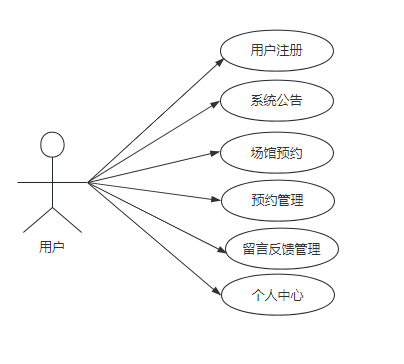 用户注册
系统公告
场馆预约
预约管理
用户
留言反馈管理
个人中心